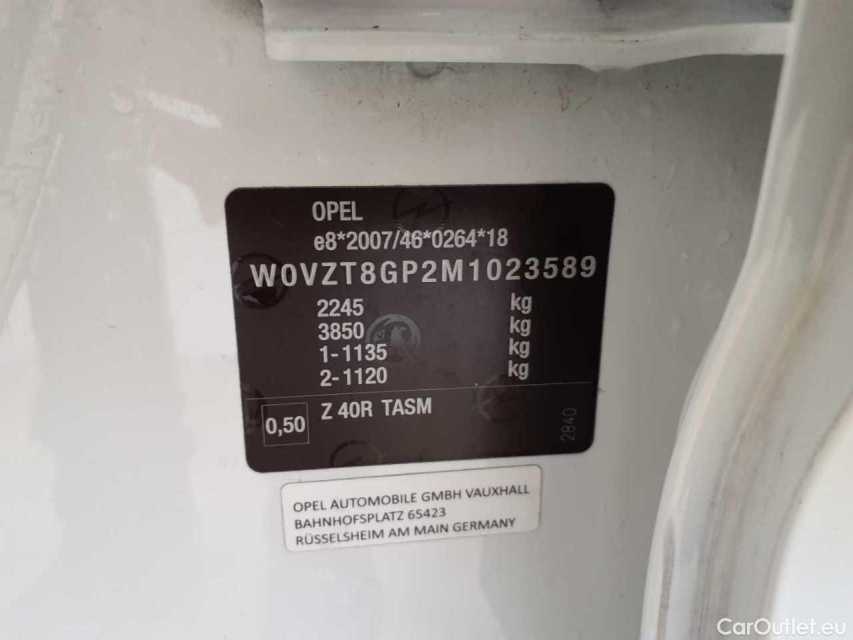 OPEL
e8*2007/46*0264*18
W0VZT8GP2M1023589
2245 kg
3850 kg
1-1135 kg
2-1120 kg
0,50 Z 40R TASM
2840
OPEL AUTOMOBILE GMBH VAUXHALL
BAHNHOFSPLATZ 65423
RÜSSELSHEIM AM MAIN GERMANY
CarOutlet.eu